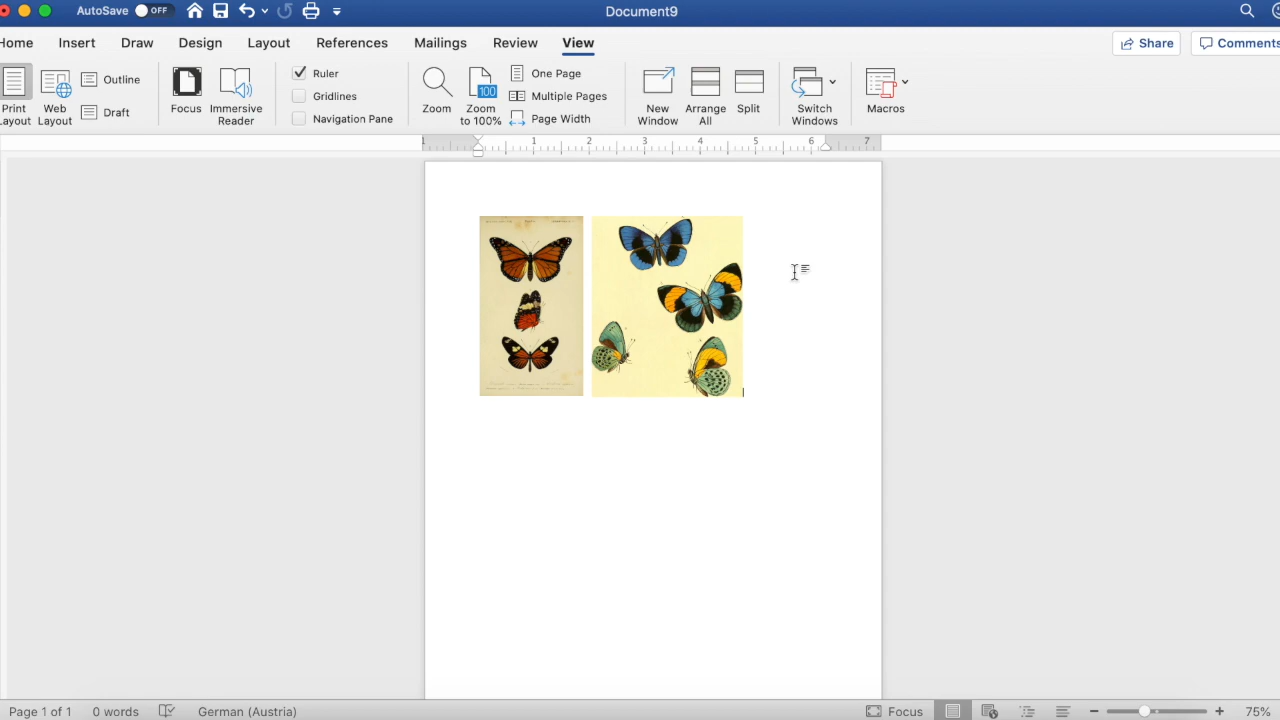 AutoSave OFF Document9
Home Insert Draw Design Layout References Mailings Review View Share Comments
Print Layout
Web Layout
Outline
Draft
Focus
Immersive Reader
Ruler
Gridlines
Navigation Pane
Zoom
100
Zoom to 100%
One Page
Multiple Pages
Page Width
New Window
Arrange All
Split
Switch Windows
Macros
1 1 2 3 4 5 6 7
Page 1 of 1 0 words German (Austria) Focus 75%